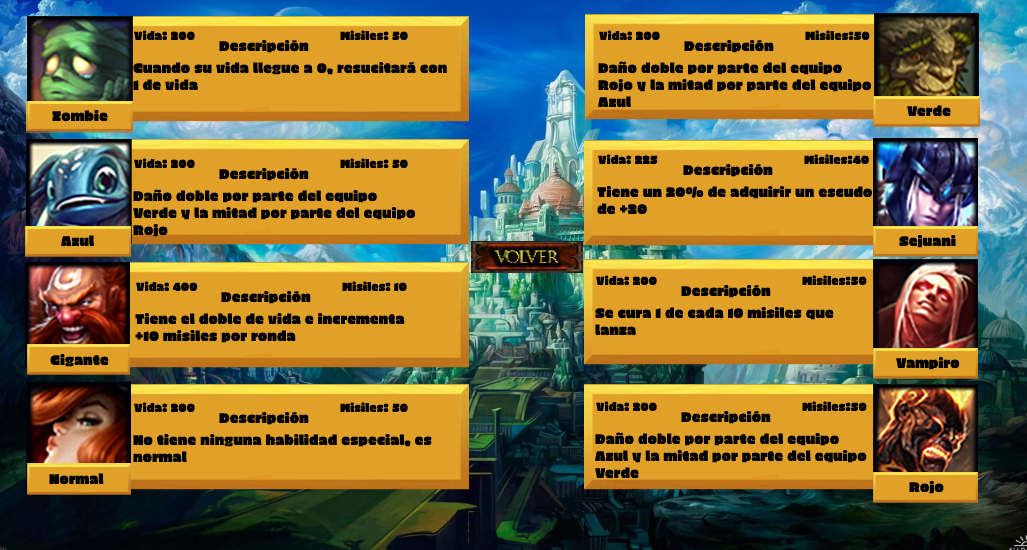 Vida: 200 Misiles: 50
Descripción
Cuando su vida llegue a 0, resucitará con
1 de vida
Zombie
Vida: 200 Misiles:50
Descripción
Daño doble por parte del equipo
Rojo y la mitad por parte del equipo
Azul
Verde
Vida: 200 Misiles: 50
Descripción
Daño doble por parte del equipo
Verde y la mitad por parte del equipo
Rojo
Azul
Vida: 225 Misiles:40
Descripción
Tiene un 20% de adquirir un escudo
de +20
Sejuani
VOLVER
Vida: 400 Misiles: 10
Descripción
Tiene el doble de vida e incrementa
+10 misiles por ronda
Gigante
Vida: 200 Misiles:50
Descripción
Se cura 1 de cada 10 misiles que
lanza
Vampiro
Vida: 200 Misiles: 50
Descripción
No tiene ninguna habilidad especial, es
normal
Normal
Vida: 200 Misiles:50
Descripción
Daño doble por parte del equipo
Azul y la mitad por parte del equipo
Verde
Rojo